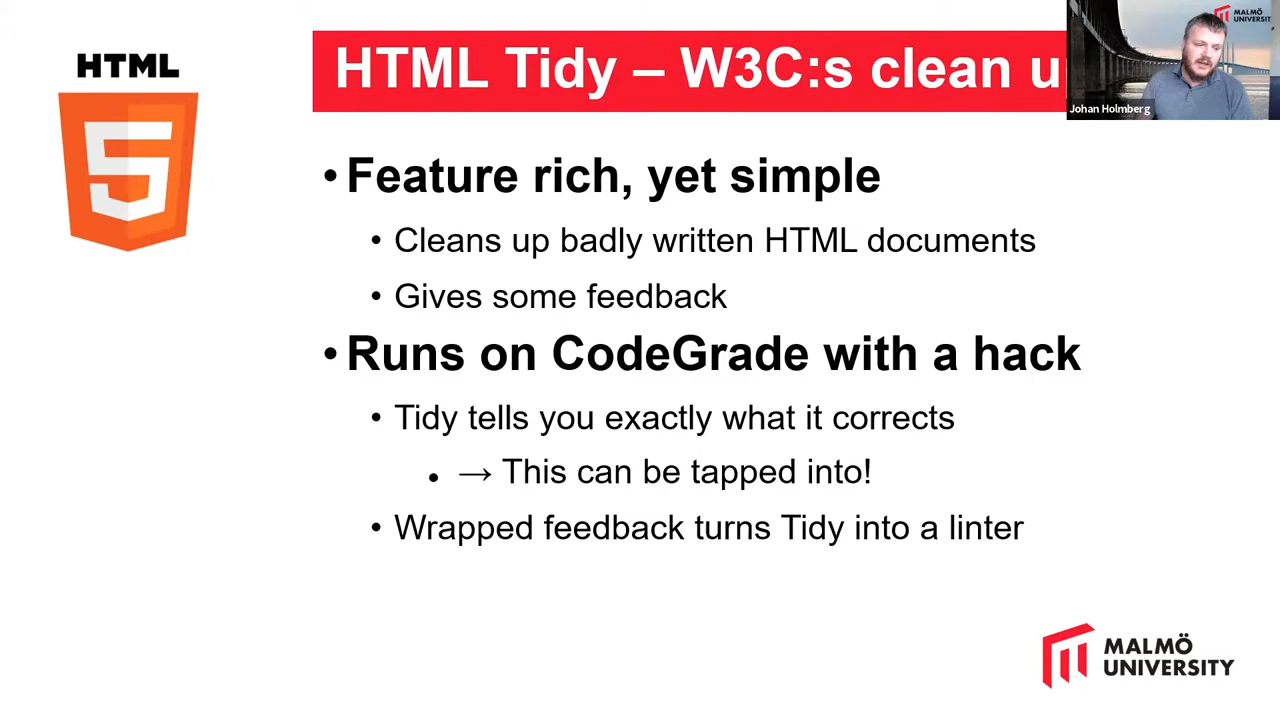 HTML
5
HTML Tidy – W3C:s clean u
MALMÖ
UNIVERSIT
Johan Holmberg
•Feature rich, yet simple
• Cleans up badly written HTML documents
• Gives some feedback
•Runs on CodeGrade with a hack
• Tidy tells you exactly what it corrects
• → This can be tapped into!
• Wrapped feedback turns Tidy into a linter
MALMÖ
UNIVERSITY